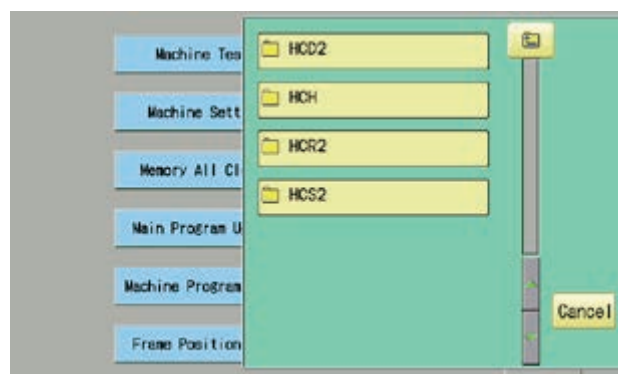 Machine Tes
Machine Sett
Memory All Cl
Main Program U
Machine Program
Frame Position
HCD2
HCH
HCR2
HCS2
Cancel